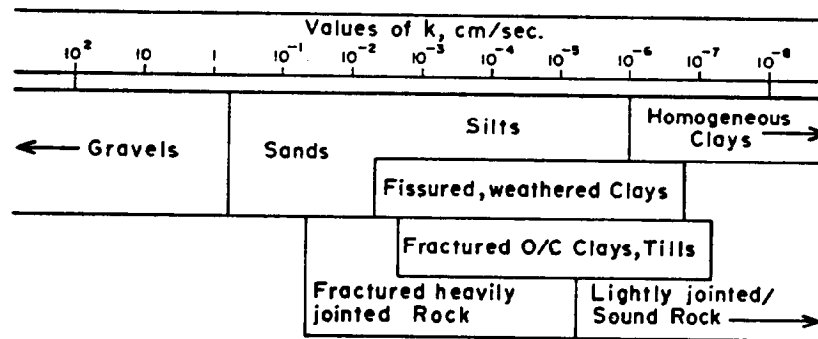 Values of k, cm/sec.
10² 10 1 10⁻¹ 10⁻² 10⁻³ 10⁻⁴ 10⁻⁵ 10⁻⁶ 10⁻⁷ 10⁻⁸
Gravels
Sands
Silts
Homogeneous
Clays
Fissured, weathered Clays
Fractured O/C Clays, Tills
Fractured heavily
jointed Rock
Lightly jointed/
Sound Rock